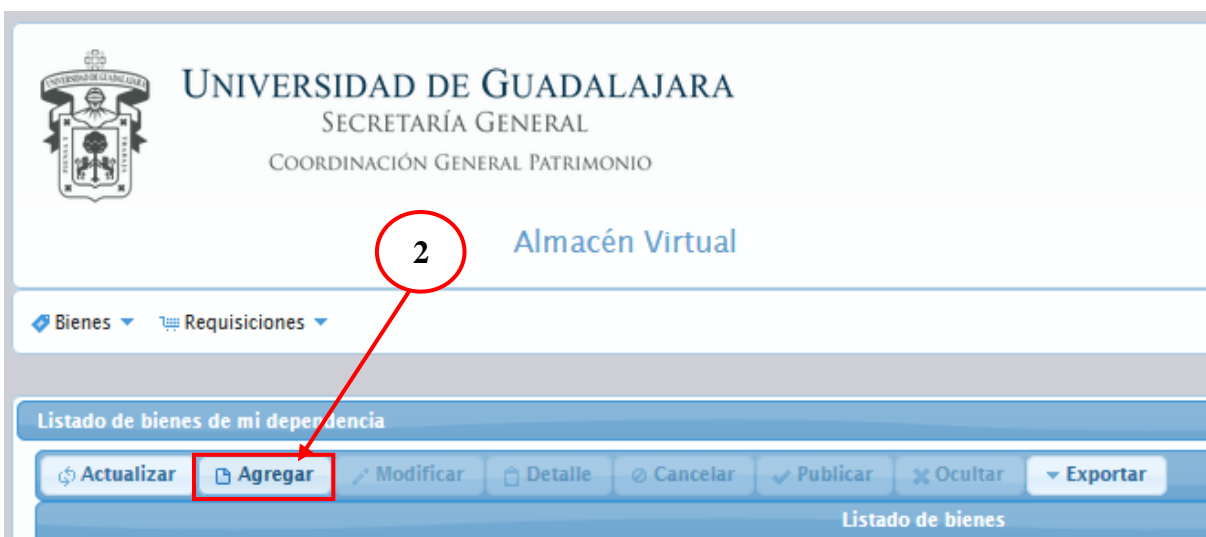 UNIVERSIDAD DE GUADALAJARA
SECRETARÍA GENERAL
COORDINACIÓN GENERAL PATRIMONIO
Almacén Virtual
2
Bienes Requisiciones
Listado de bienes de mi dependencia
Actualizar Agregar Modificar Detalle Cancelar Publicar Ocultar Exportar
Listado de bienes